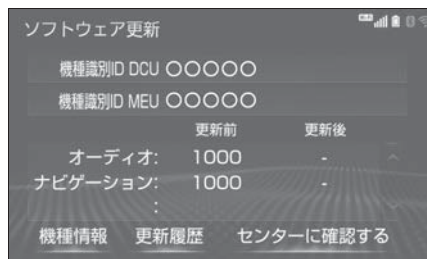 ソフトウェア更新
機種識別ID DCU 〇〇〇〇〇
機種識別ID MEU 〇〇〇〇〇
更新前 更新後
オーディオ: 1000 -
ナビゲーション: 1000 -
:
機種情報 更新履歴 センターに確認する